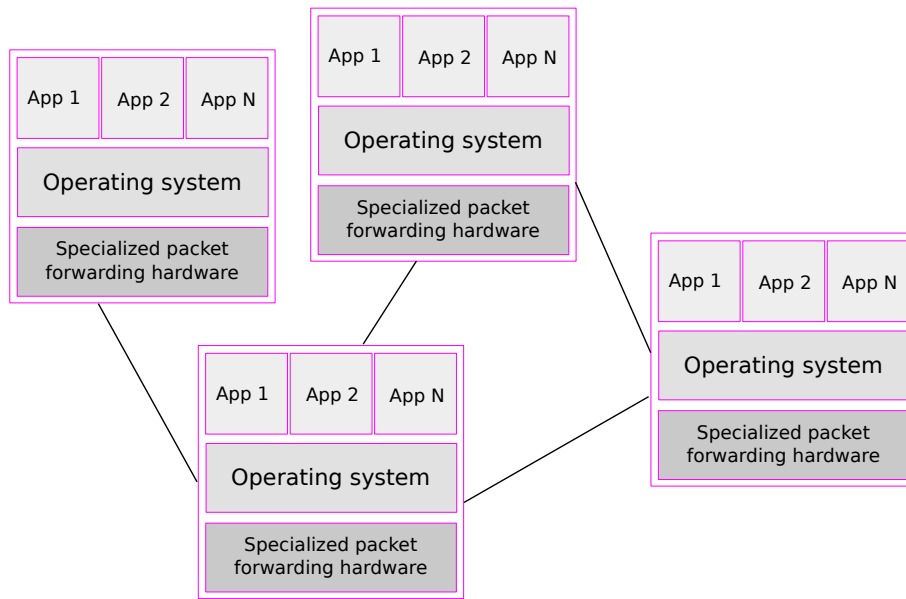 App 1 App 2 App N
Operating system
Specialized packet
forwarding hardware
App 1 App 2 App N
Operating system
Specialized packet
forwarding hardware
App 1 App 2 App N
Operating system
Specialized packet
forwarding hardware
App 1 App 2 App N
Operating system
Specialized packet
forwarding hardware